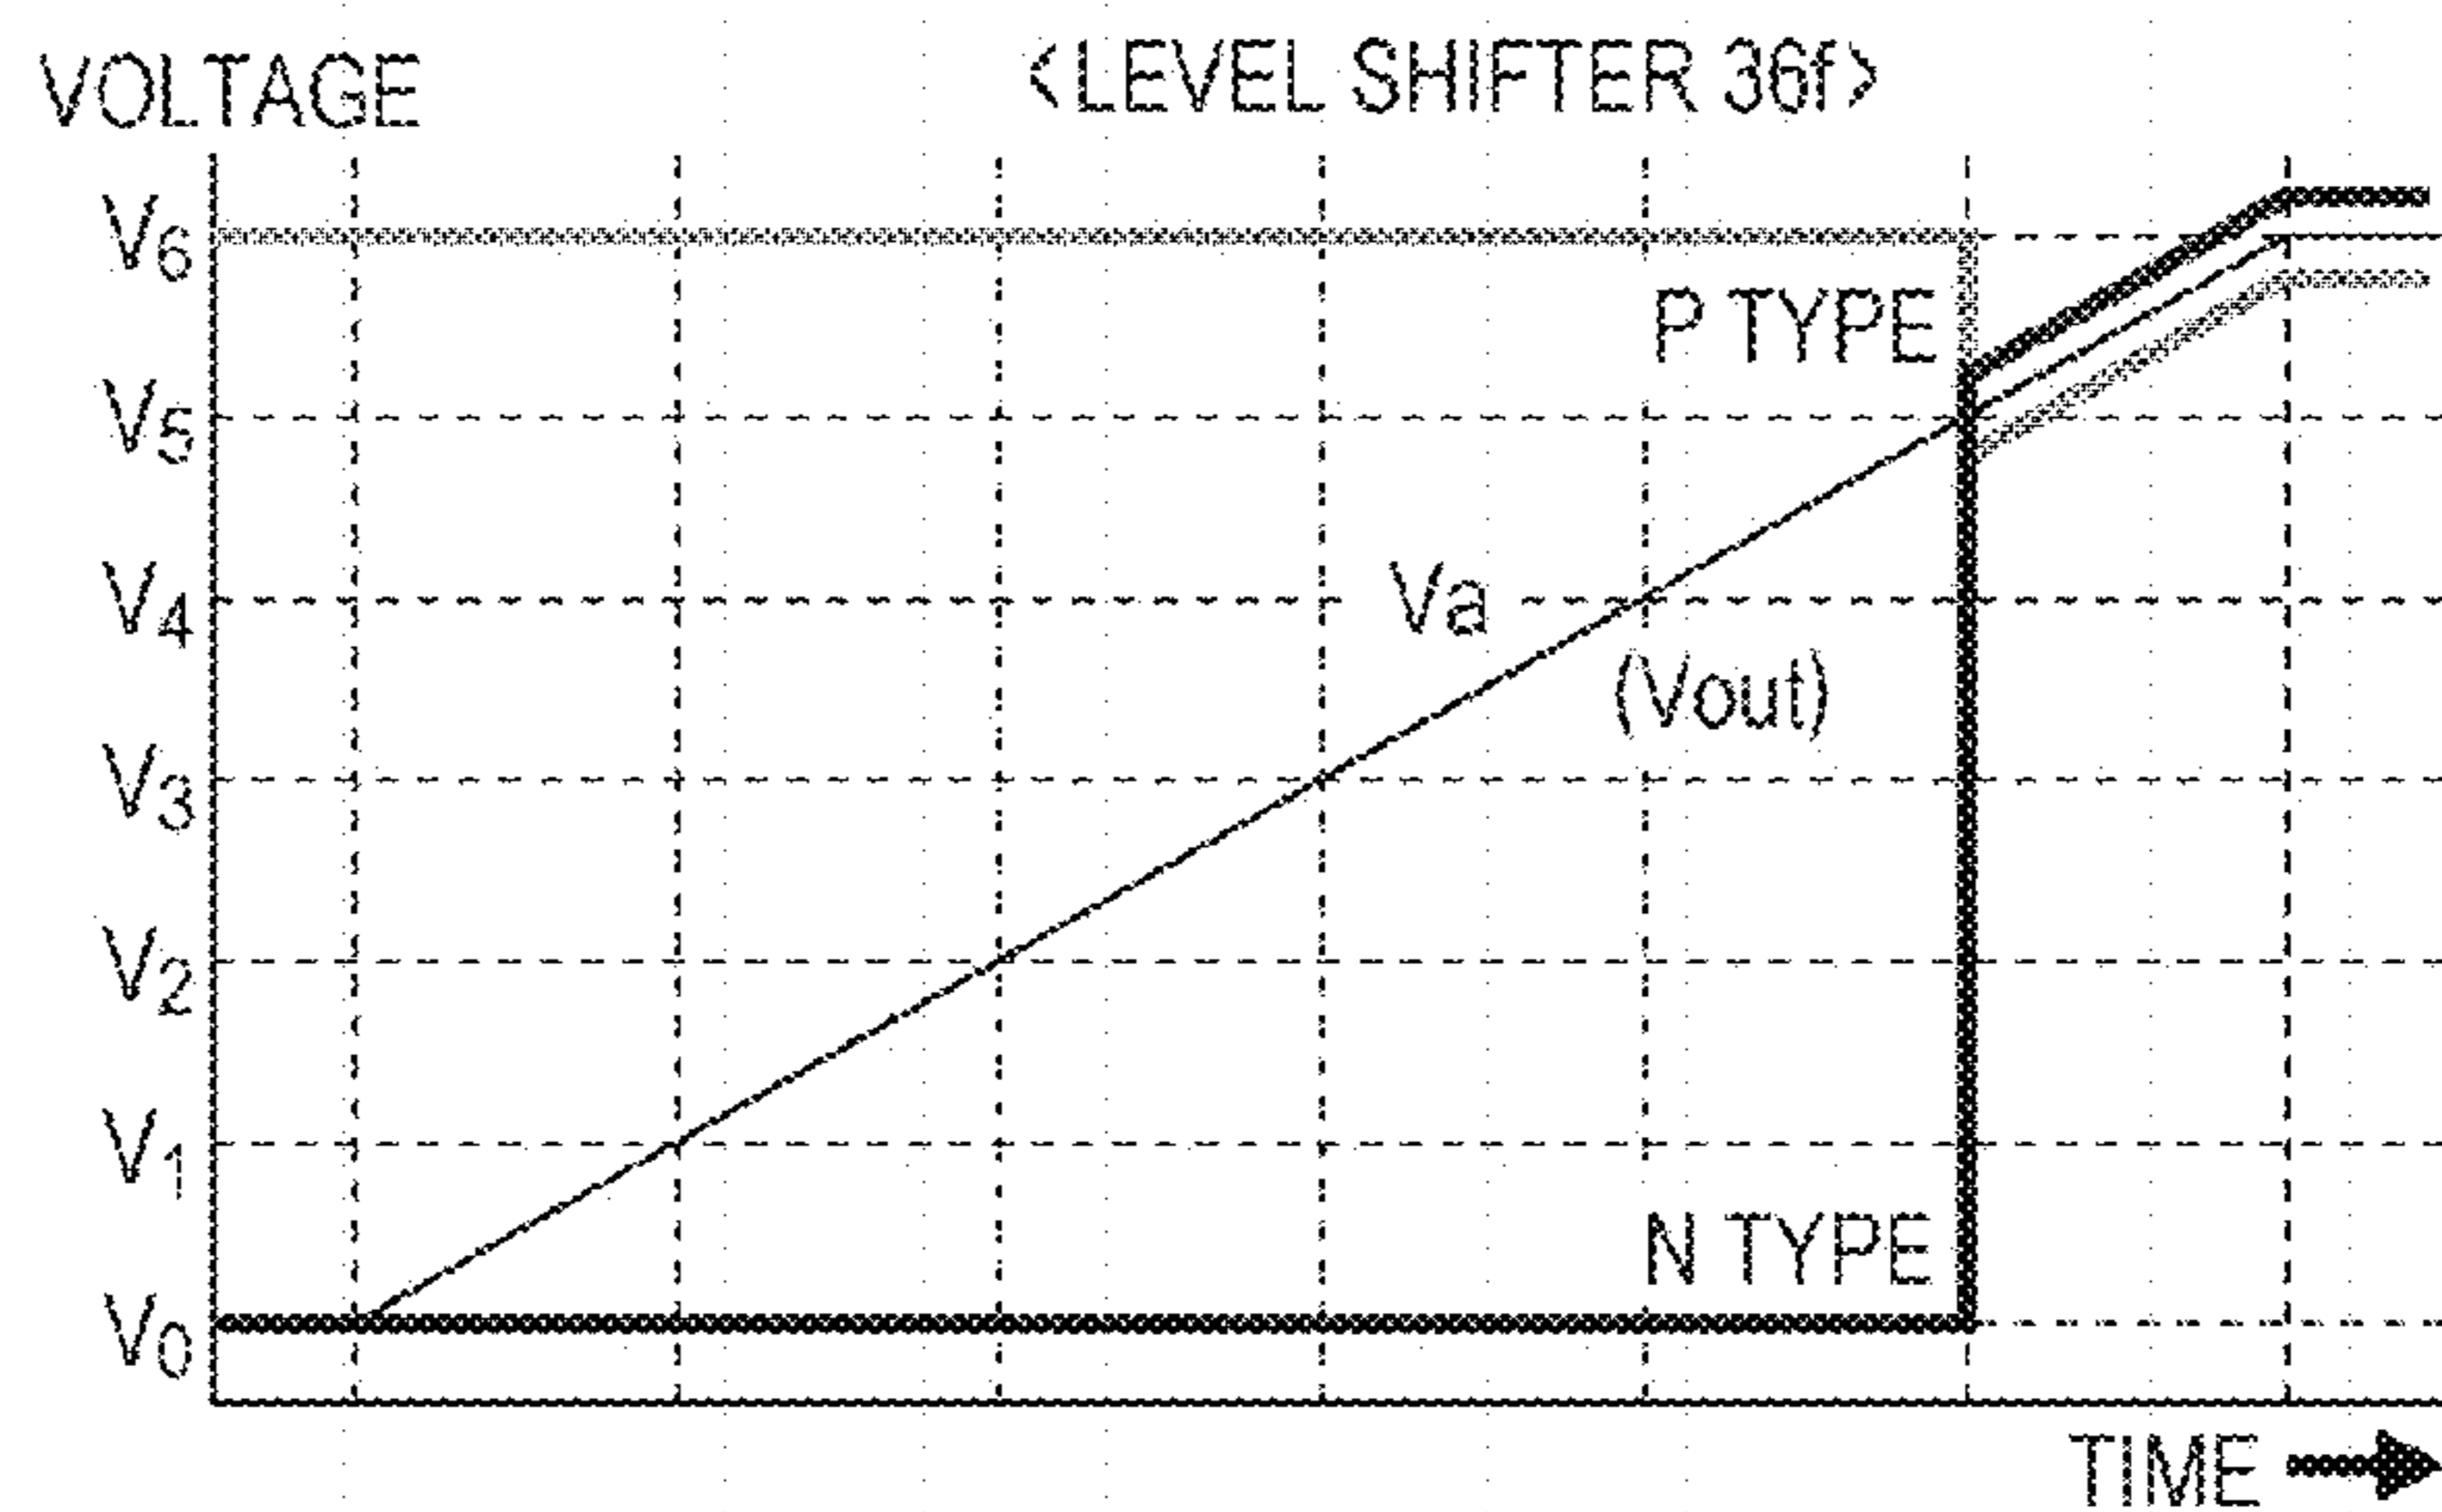 VOLTAGE
<LEVEL SHIFTER 36f>
V6
P TYPE
V5
V4
Va
(Vout)
V3
V2
V1
N TYPE
V0
TIME